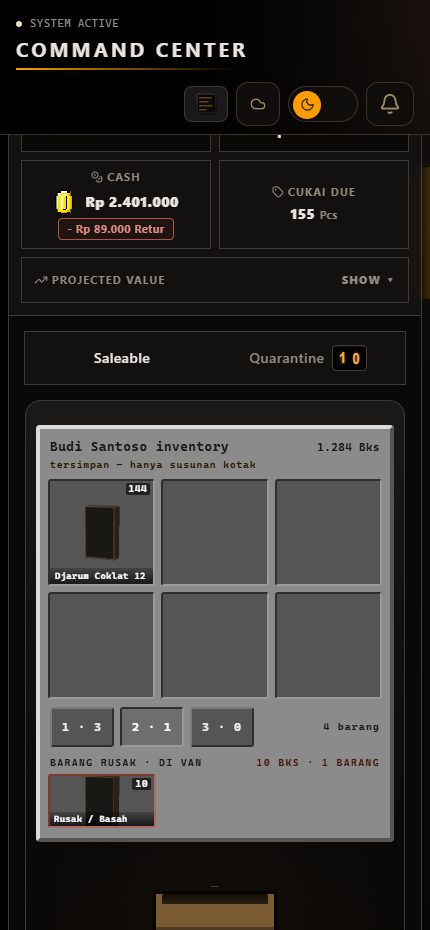 SYSTEM ACTIVE
COMMAND CENTER
CASH
Rp 2.401.000
- Rp 89.000 Retur
CUKAI DUE
155 Pcs
PROJECTED VALUE
SHOW ▼
Saleable
Quarantine 10
Budi Santoso inventory
1.284 Bks
tersimpan — hanya susunan kotak
144
Djarum Coklat 12
1 · 3
2 · 1
3 · 0
4 barang
BARANG RUSAK · DI VAN
10 BKS · 1 BARANG
10
Rusak / Basah